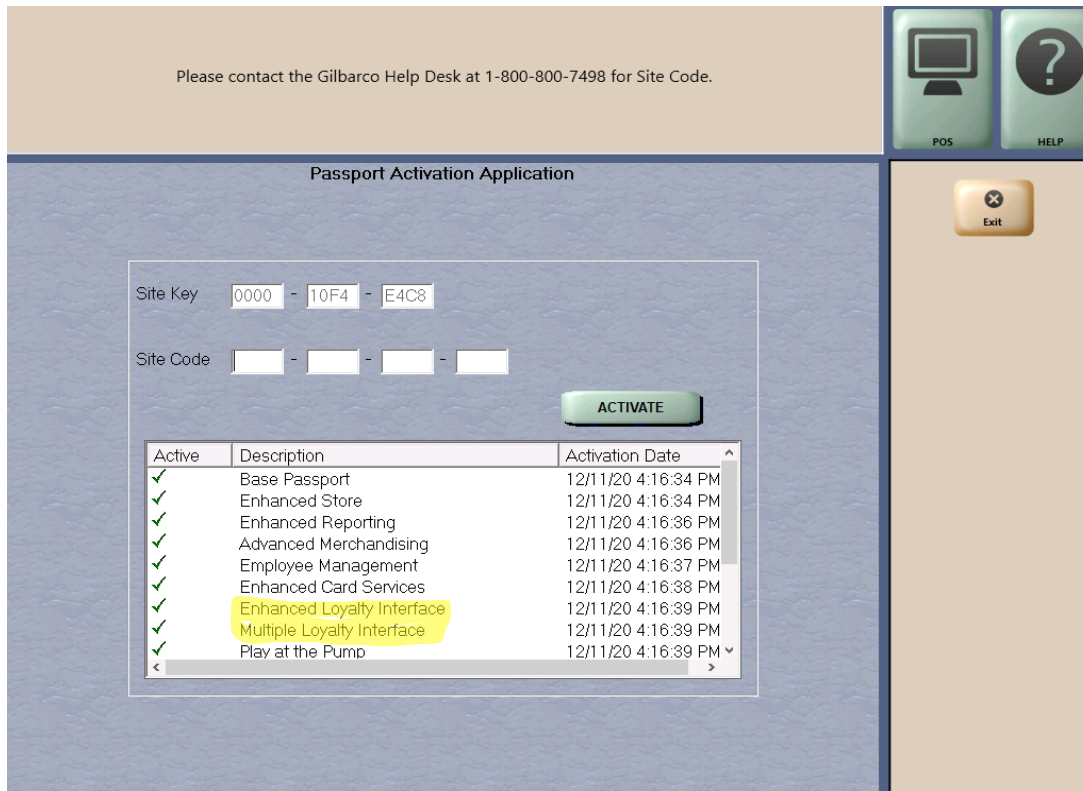 Please contact the Gilbarco Help Desk at 1-800-800-7498 for Site Code.
POS
HELP
Passport Activation Application
Exit
Site Key 0000 - 10F4 - E4C8
Site Code - - -
ACTIVATE
Active Description Activation Date
Base Passport 12/11/20 4:16:34 PM
Enhanced Store 12/11/20 4:16:34 PM
Enhanced Reporting 12/11/20 4:16:36 PM
Advanced Merchandising 12/11/20 4:16:36 PM
Employee Management 12/11/20 4:16:37 PM
Enhanced Card Services 12/11/20 4:16:38 PM
Enhanced Loyalty Interface 12/11/20 4:16:39 PM
Multiple Loyalty Interface 12/11/20 4:16:39 PM
Play at the Pump 12/11/20 4:16:39 PM